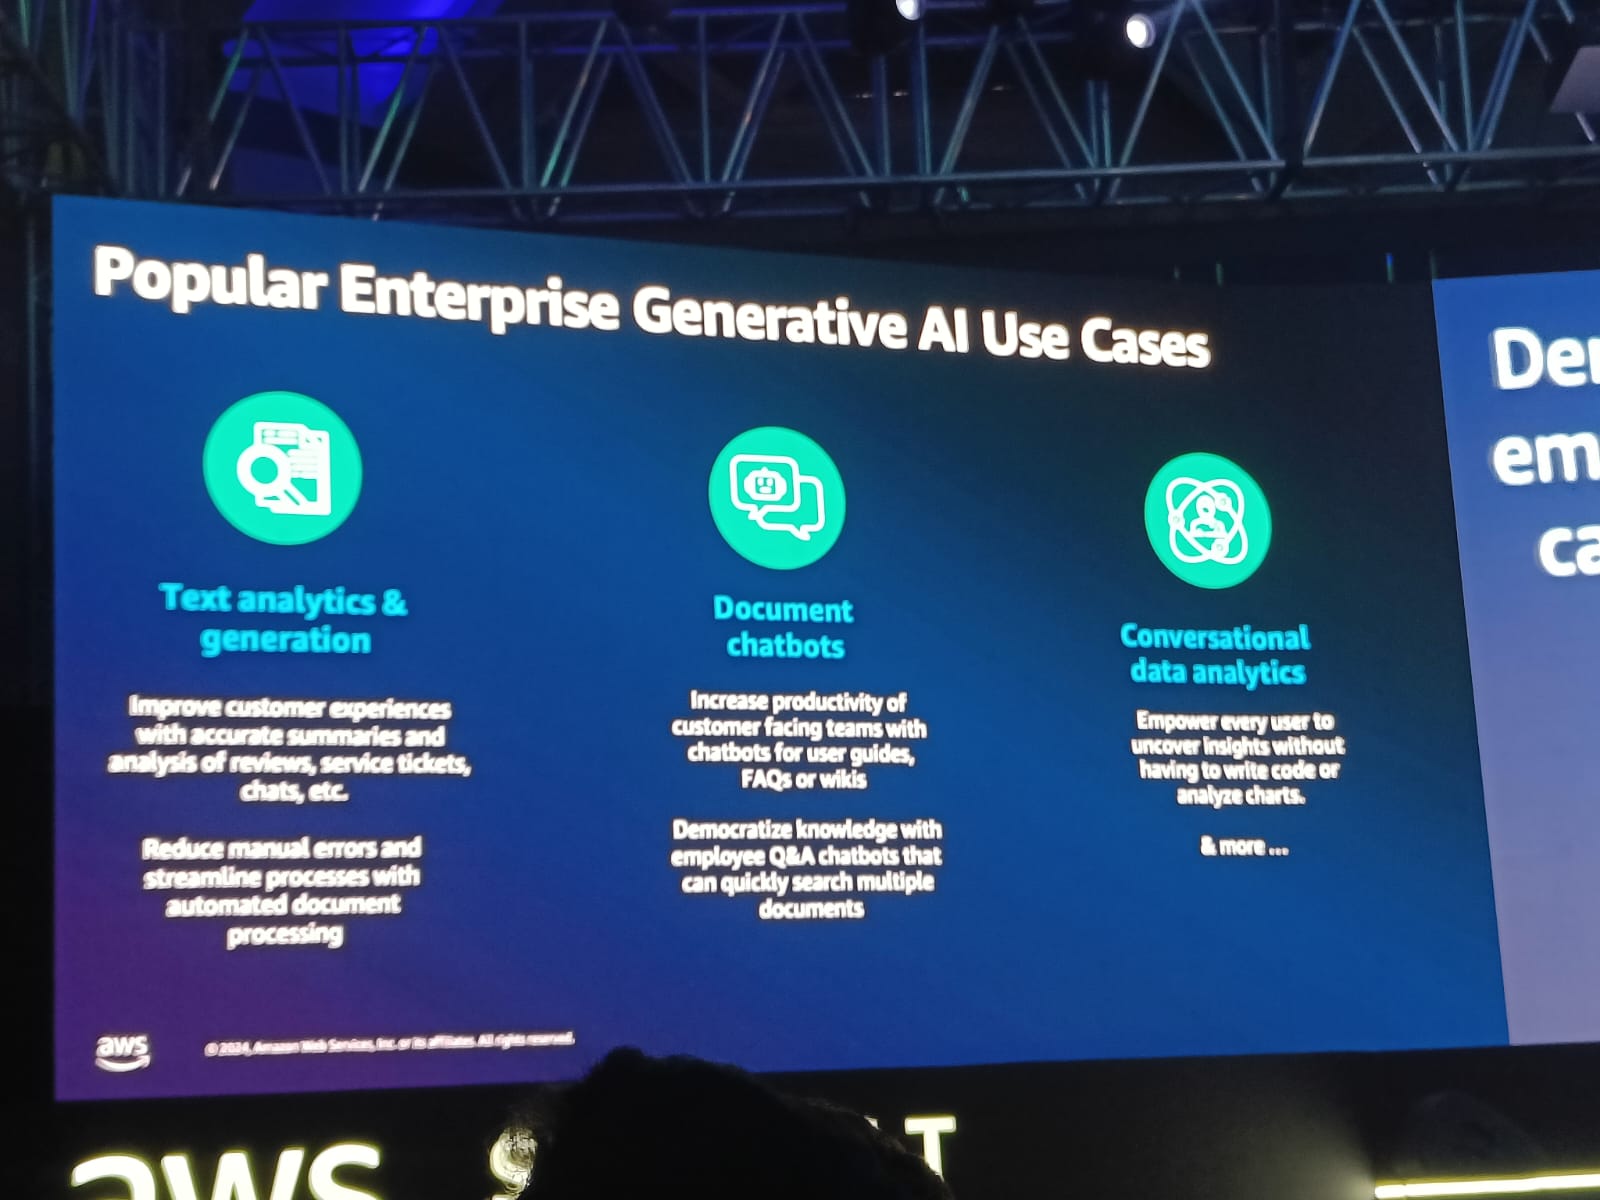 Popular Enterprise Generative AI Use Cases
Text analytics &
generation
Improve customer experiences
with accurate summaries and
analysis of reviews, service tickets,
chats, etc.
Reduce manual errors and
streamline processes with
automated document
processing
Document
chatbots
Increase productivity of
customer facing teams with
chatbots for user guides,
FAQs or wikis
Democratize knowledge with
employee Q&A chatbots that
can quickly search multiple
documents
Conversational
data analytics
Empower every user to
uncover insights without
having to write code or
analyze charts.
& more ...
aws
© 2024, Amazon Web Services, Inc. or its affiliates. All rights reserved.
aws